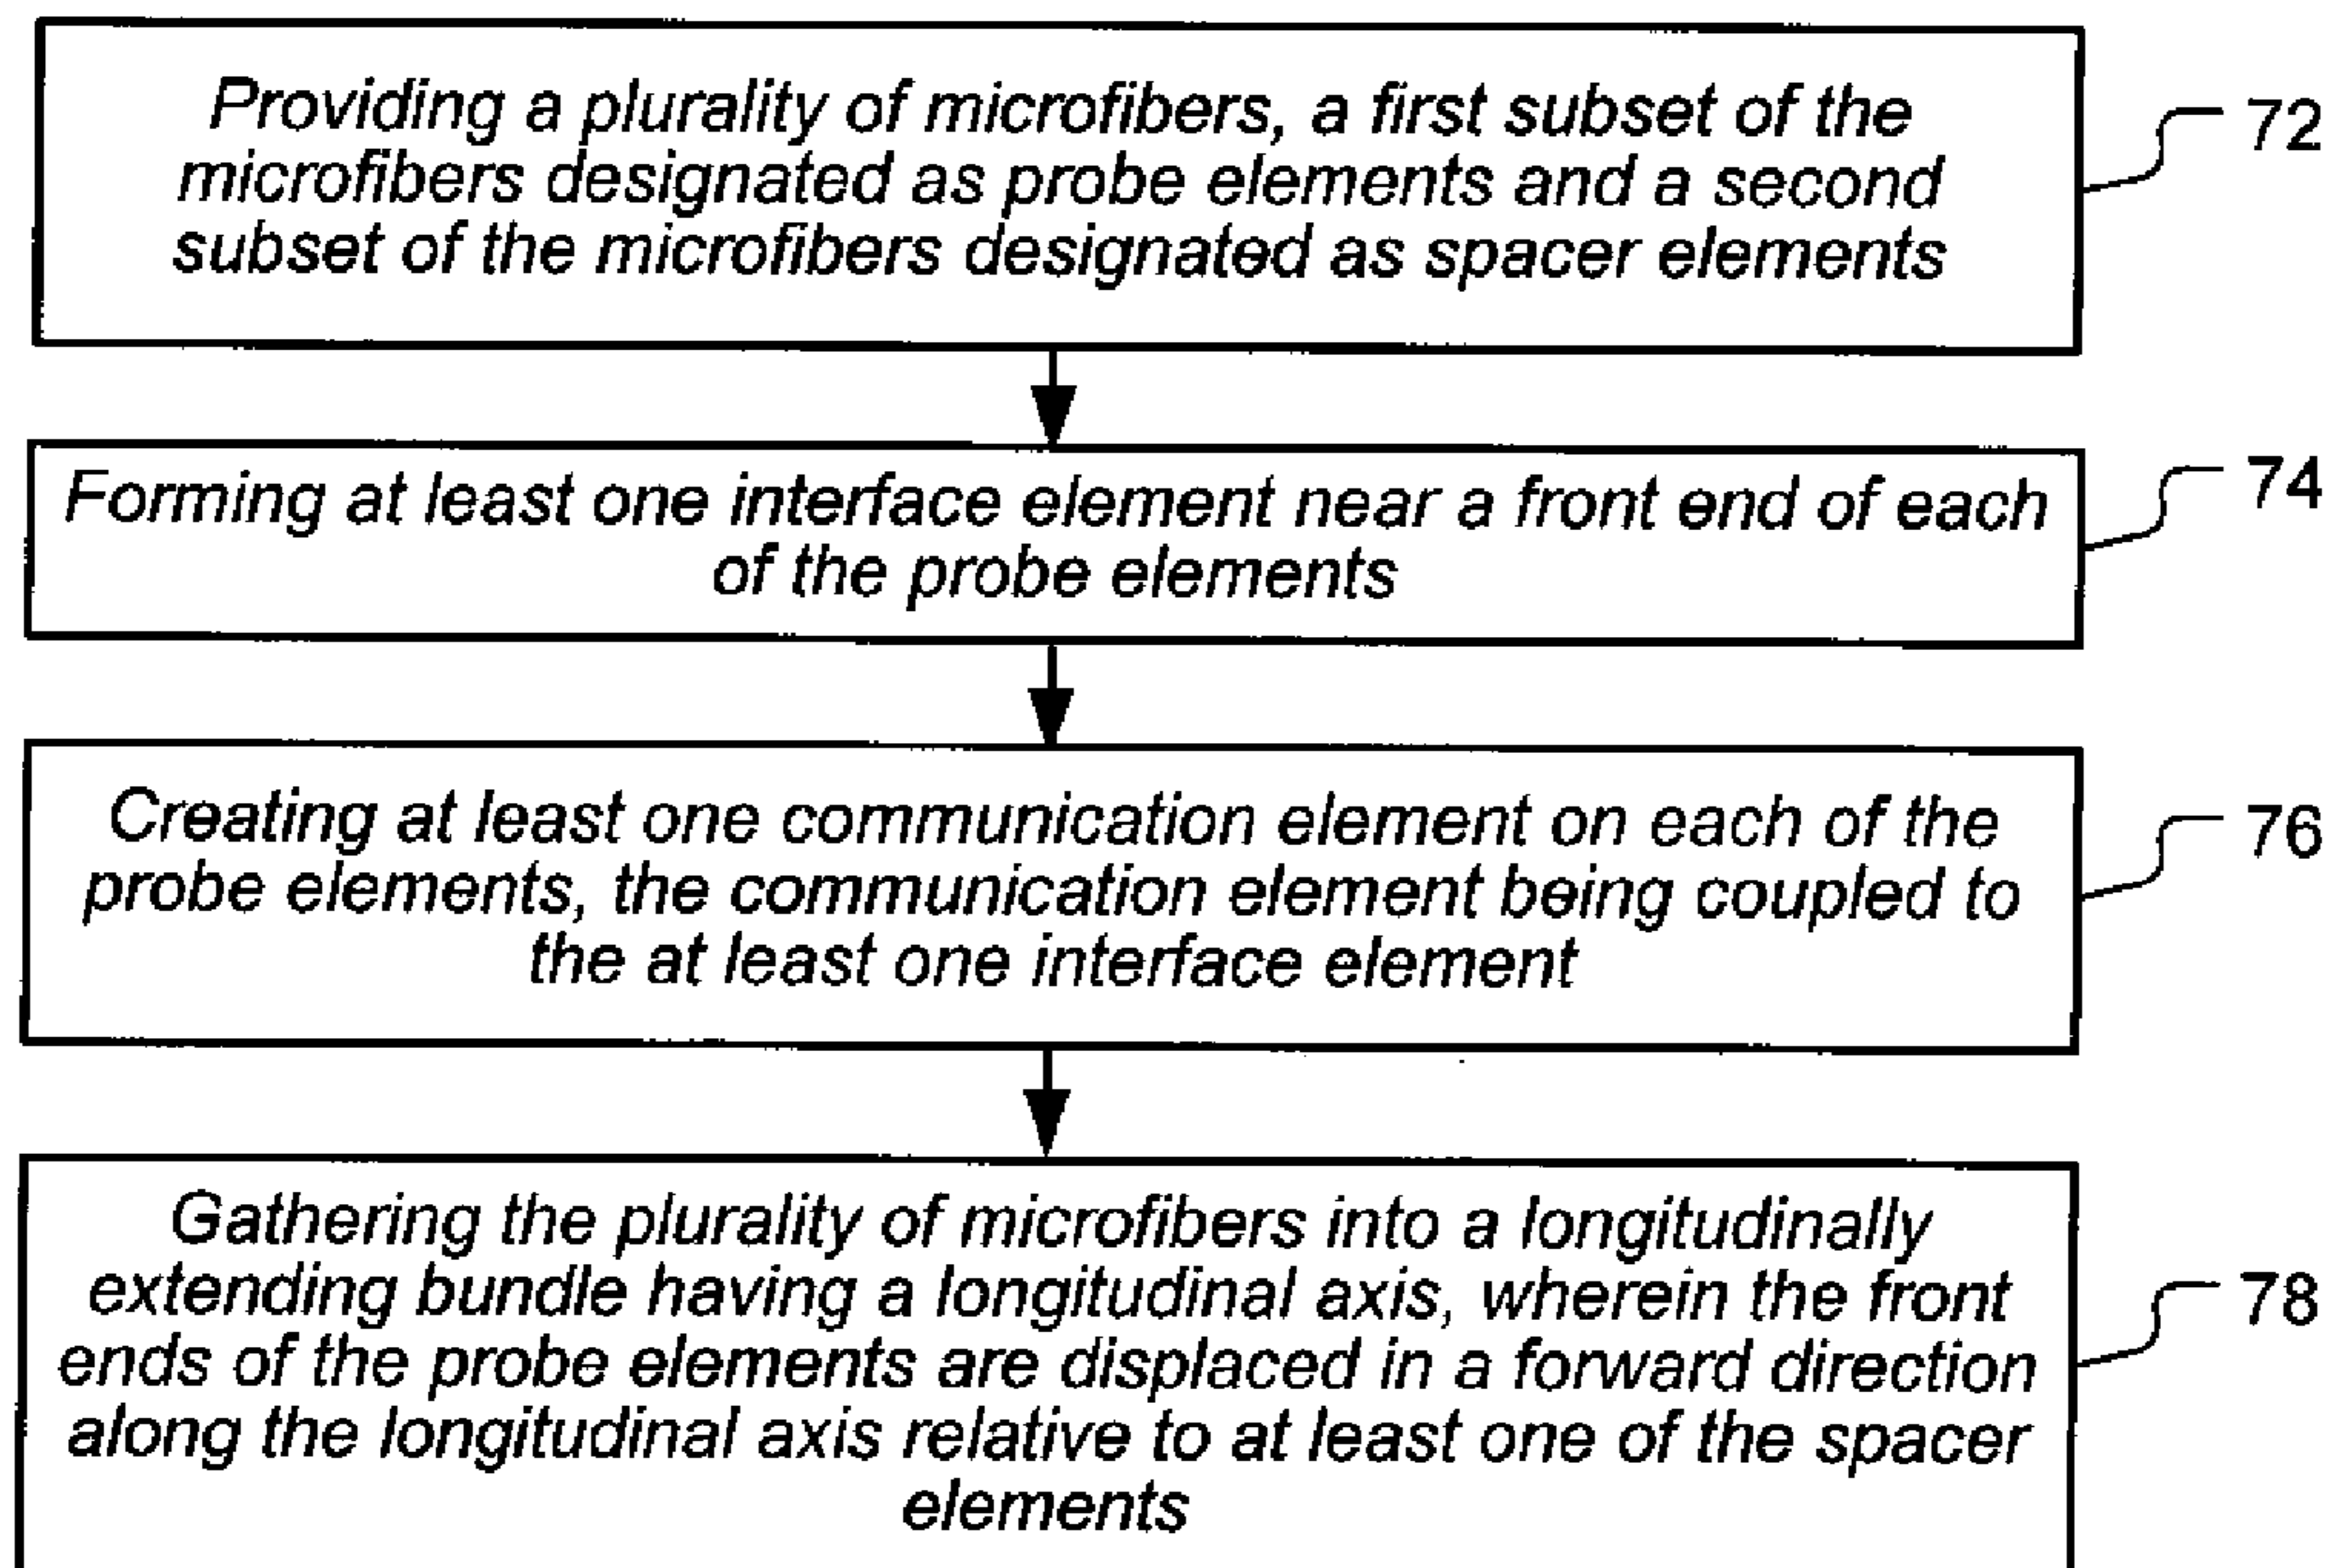 Providing a plurality of microfibers, a first subset of the
microfibers designated as probe elements and a second
subset of the microfibers designated as spacer elements
72
Forming at least one interface element near a front end of each
of the probe elements
74
Creating at least one communication element on each of the
probe elements, the communication element being coupled to
the at least one interface element
76
Gathering the plurality of microfibers into a longitudinally
extending bundle having a longitudinal axis, wherein the front
ends of the probe elements are displaced in a forward direction
along the longitudinal axis relative to at least one of the spacer
elements
78